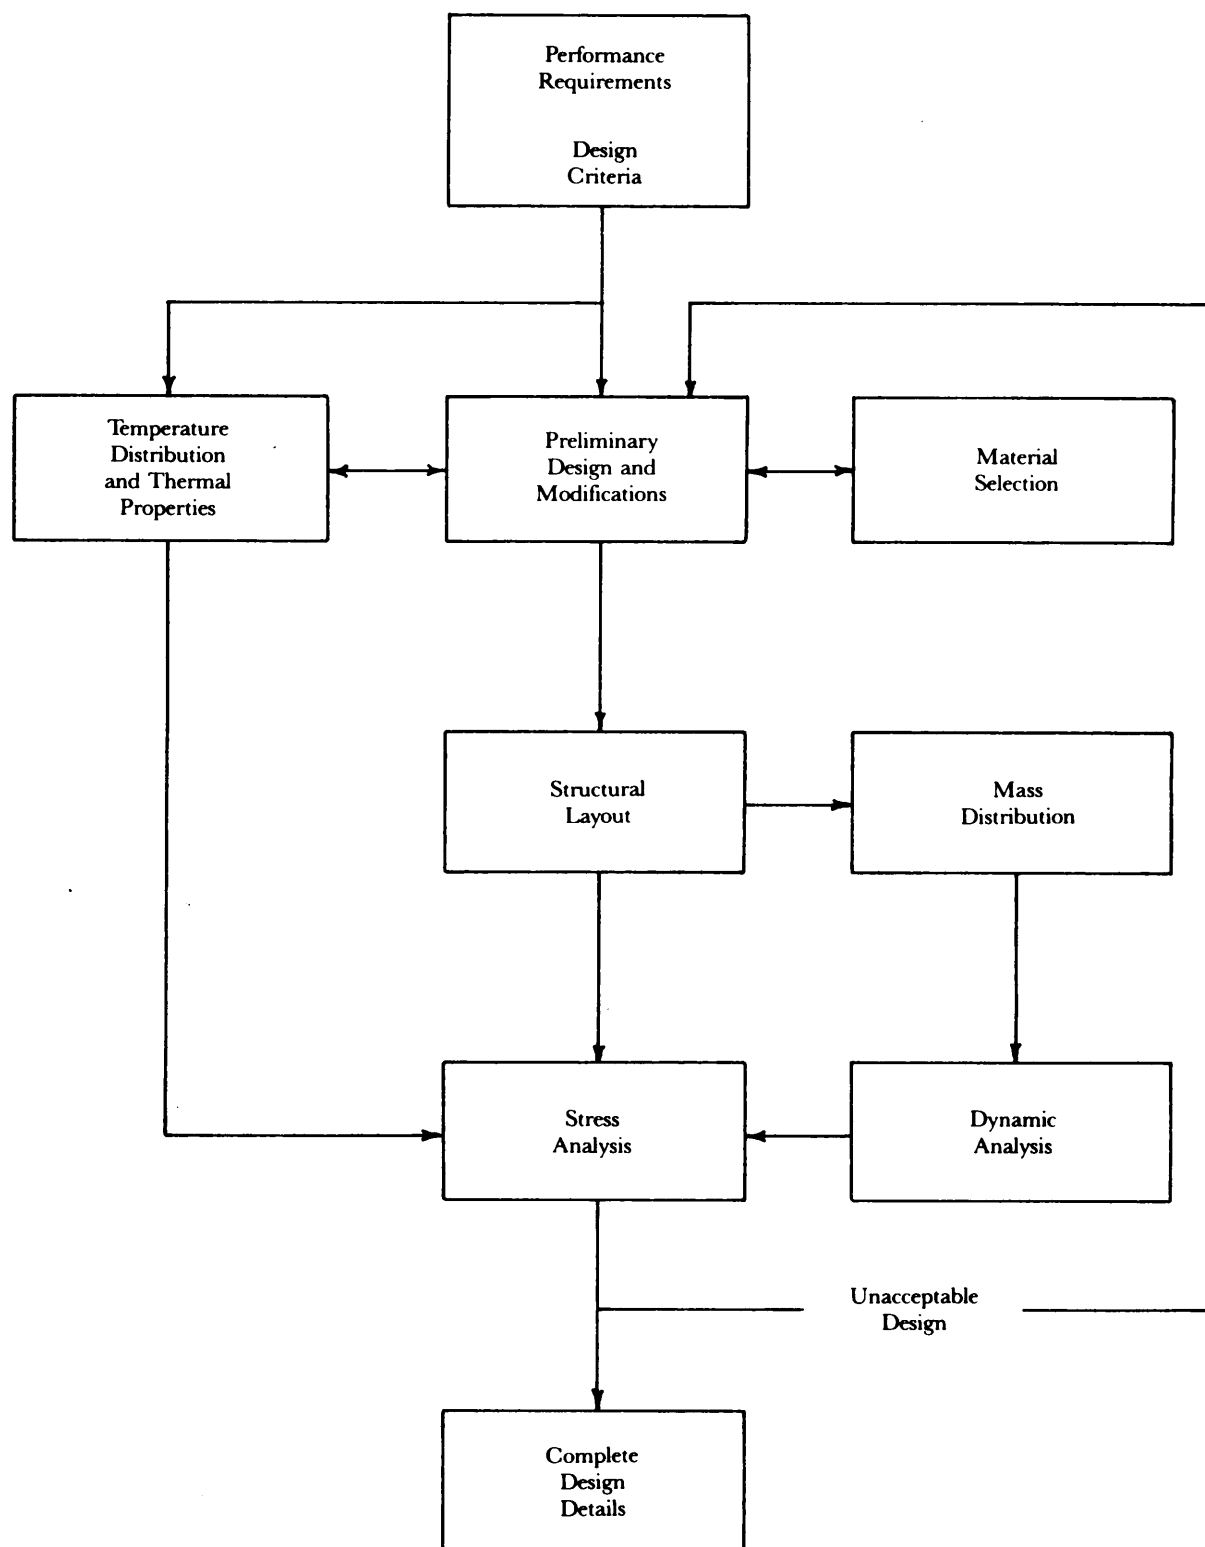 Performance
Requirements
Design
Criteria
Temperature
Distribution
and Thermal
Properties
Preliminary
Design and
Modifications
Material
Selection
Structural
Layout
Mass
Distribution
Stress
Analysis
Dynamic
Analysis
Unacceptable
Design
Complete
Design
Details